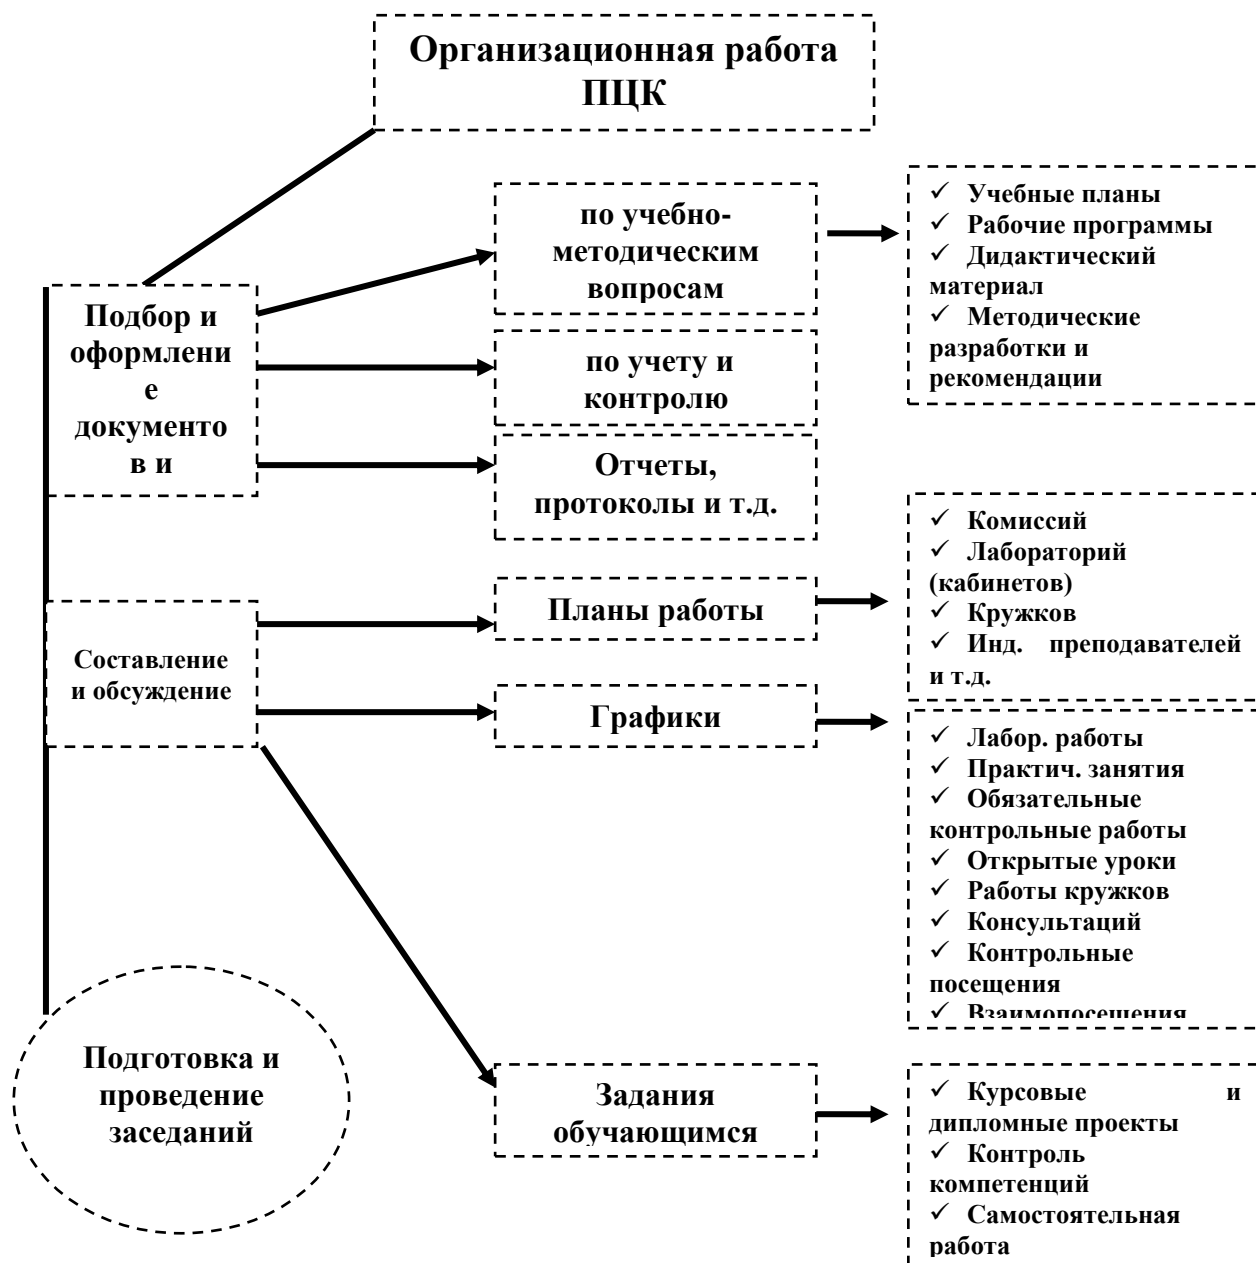 Организационная работа
ПЦК
Подбор и
оформлени
е
документо
в и
по учебно-
методическим
вопросам
✓ Учебные планы
✓ Рабочие программы
✓ Дидактический
материал
✓ Методические
разработки и
рекомендации
по учету и
контролю
Отчеты,
протоколы и т.д.
Составление
и обсуждение
Планы работы
✓ Комиссий
✓ Лабораторий
(кабинетов)
✓ Кружков
✓ Инд. преподавателей
и т.д.
Графики
✓ Лабор. работы
✓ Практич. занятия
✓ Обязательные
контрольные работы
✓ Открытые уроки
✓ Работы кружков
✓ Консультаций
✓ Контрольные
посещения
✓ Взаимопосещения
Подготовка и
проведение
заседаний
Задания
обучающимся
✓ Курсовые и
дипломные проекты
✓ Контроль
компетенций
✓ Самостоятельная
работа